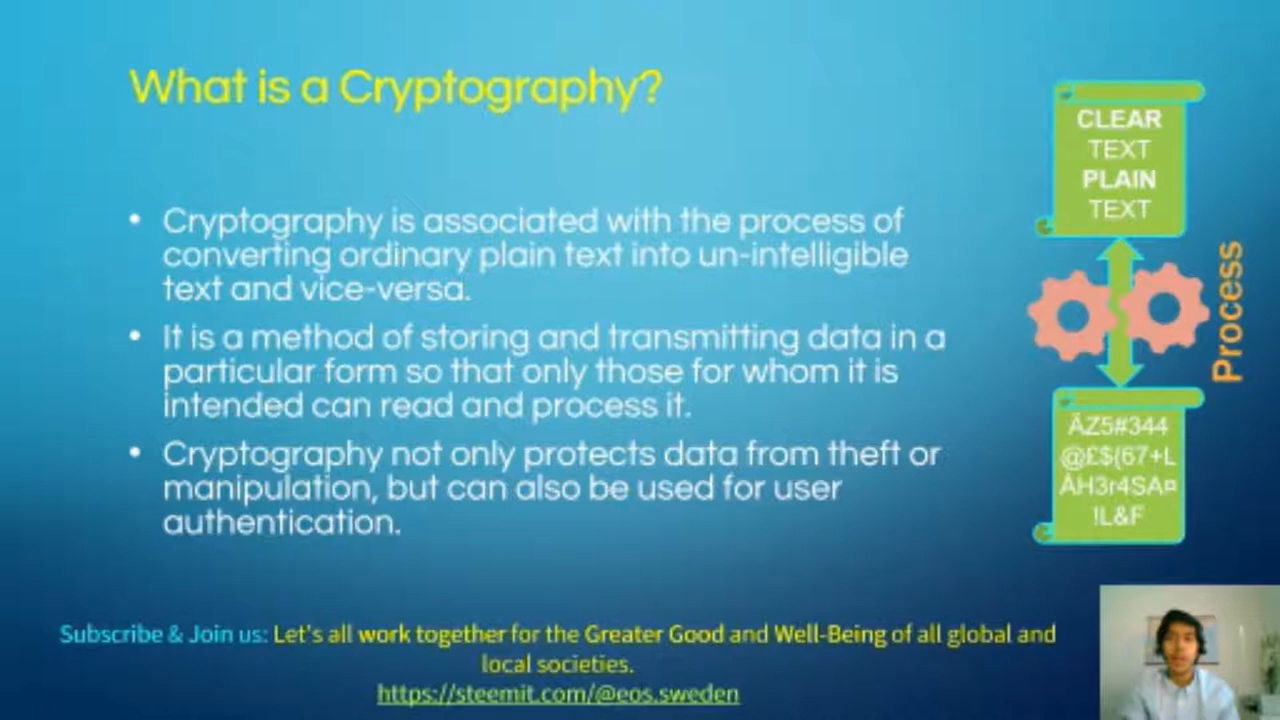 What is a Cryptography?
• Cryptography is associated with the process of
converting ordinary plain text into un-intelligible
text and vice-versa.
• It is a method of storing and transmitting data in a
particular form so that only those for whom it is
intended can read and process it.
• Cryptography not only protects data from theft or
manipulation, but can also be used for user
authentication.
CLEAR
TEXT
PLAIN
TEXT
Process
ÃZ5#344
@£$(67+L
ÂH3r4SA¤
!L&F
Subscribe & Join us: Let's all work together for the Greater Good and Well-Being of all global and
local societies.
https://steemit.com/@eos.sweden